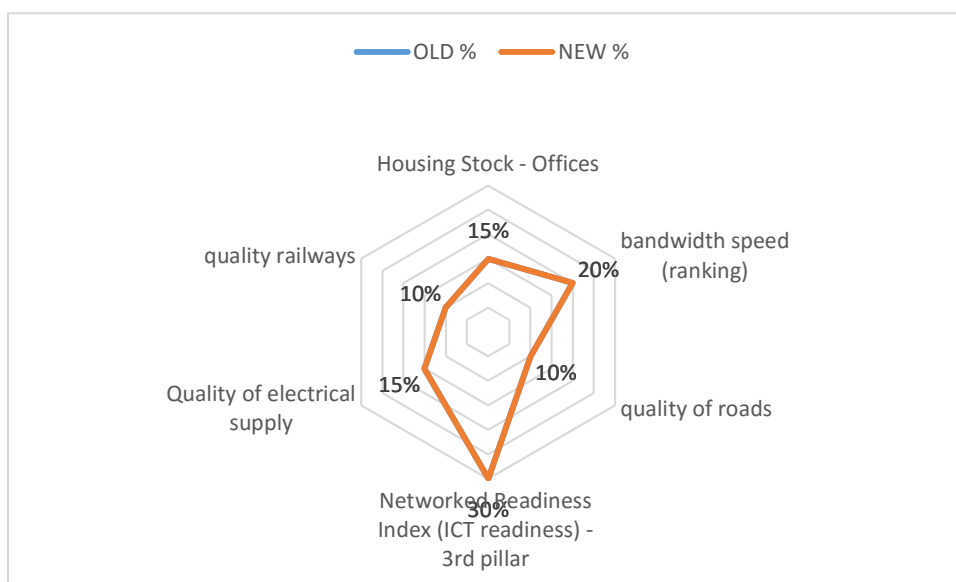 OLD % NEW %
Housing Stock - Offices
15%
bandwidth speed
(ranking)
20%
quality railways
10%
10%
quality of roads
Quality of electrical
supply
15%
Networked Readiness
30%
Index (ICT readiness) -
3rd pillar